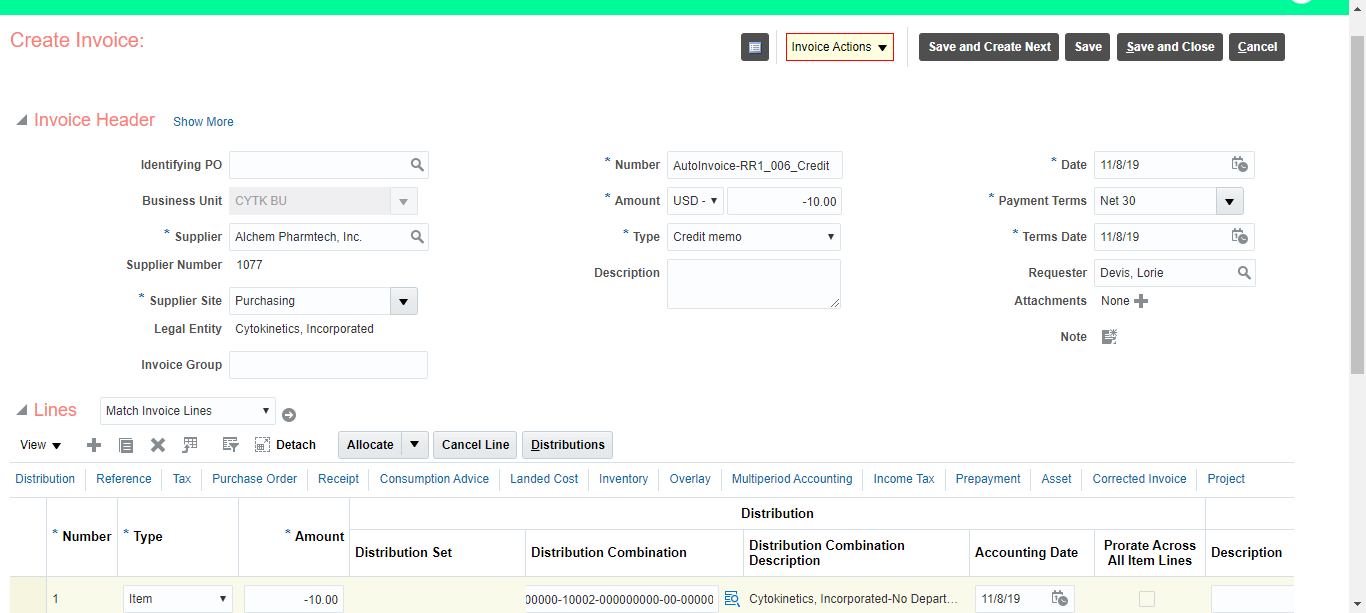 Create Invoice:
Invoice Actions
Save and Create Next
Save
Save and Close
Cancel
Invoice Header
Show More
Identifying PO
* Number AutoInvoice-RR1_006_Credit
* Date 11/8/19
Business Unit CYTK BU
* Amount USD - -10.00
* Payment Terms Net 30
* Supplier Alchem Pharmtech, Inc.
* Type Credit memo
* Terms Date 11/8/19
Supplier Number 1077
Description
Requester Devis, Lorie
* Supplier Site Purchasing
Attachments None
Legal Entity Cytokinetics, Incorporated
Note
Invoice Group
Lines
Match Invoice Lines
View
Detach
Allocate
Cancel Line
Distributions
Distribution Reference Tax Purchase Order Receipt Consumption Advice Landed Cost Inventory Overlay Multiperiod Accounting Income Tax Prepayment Asset Corrected Invoice Project
* Number
* Type
* Amount
Distribution
Distribution Set
Distribution Combination
Distribution Combination
Description
Accounting Date
Prorate Across
All Item Lines
Description
1 Item -10.00 00000-10002-000000000-00-00000 Cytokinetics, Incorporated-No Depart... 11/8/19